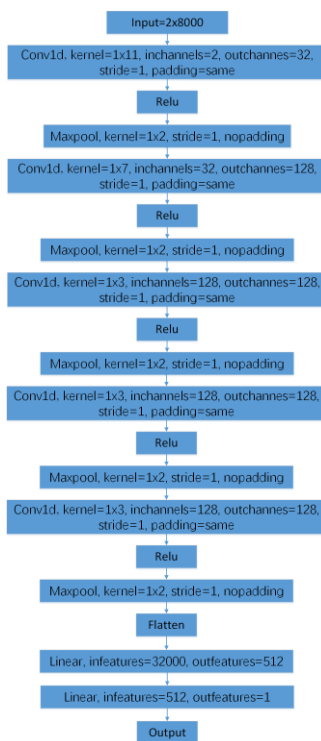 Input=2x8000
Conv1d. kernel=1x11, inchannels=2, outchannes=32,
stride=1, padding=same
Relu
Maxpool, kernel=1x2, stride=1, nopadding
Conv1d. kernel=1x7, inchannels=32, outchannes=128,
stride=1, padding=same
Relu
Maxpool, kernel=1x2, stride=1, nopadding
Conv1d. kernel=1x3, inchannels=128, outchannes=128,
stride=1, padding=same
Relu
Maxpool, kernel=1x2, stride=1, nopadding
Conv1d. kernel=1x3, inchannels=128, outchannes=128,
stride=1, padding=same
Relu
Maxpool, kernel=1x2, stride=1, nopadding
Conv1d. kernel=1x3, inchannels=128, outchannes=128,
stride=1, padding=same
Relu
Maxpool, kernel=1x2, stride=1, nopadding
Flatten
Linear, infeatures=32000, outfeatures=512
Linear, infeatures=512, outfeatures=1
Output